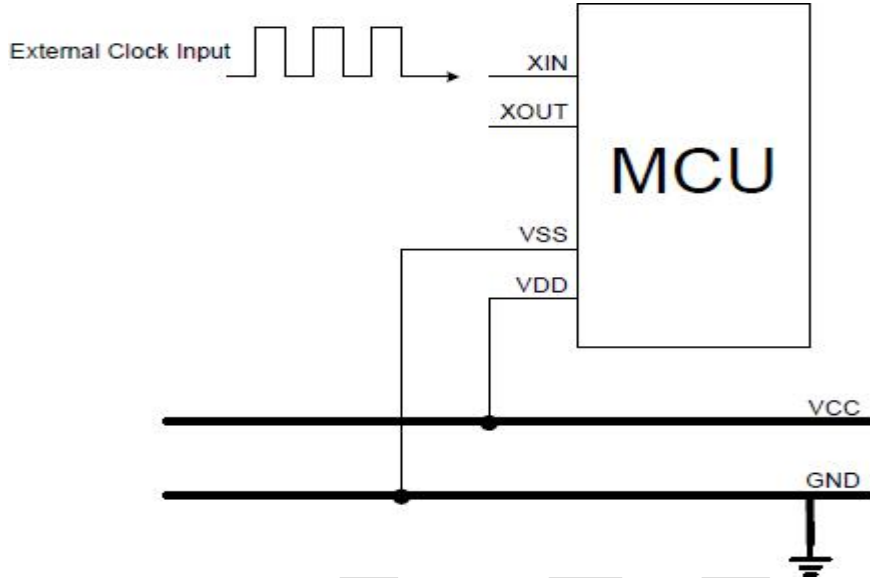 External Clock Input
XIN
XOUT
MCU
VSS
VDD
VCC
GND